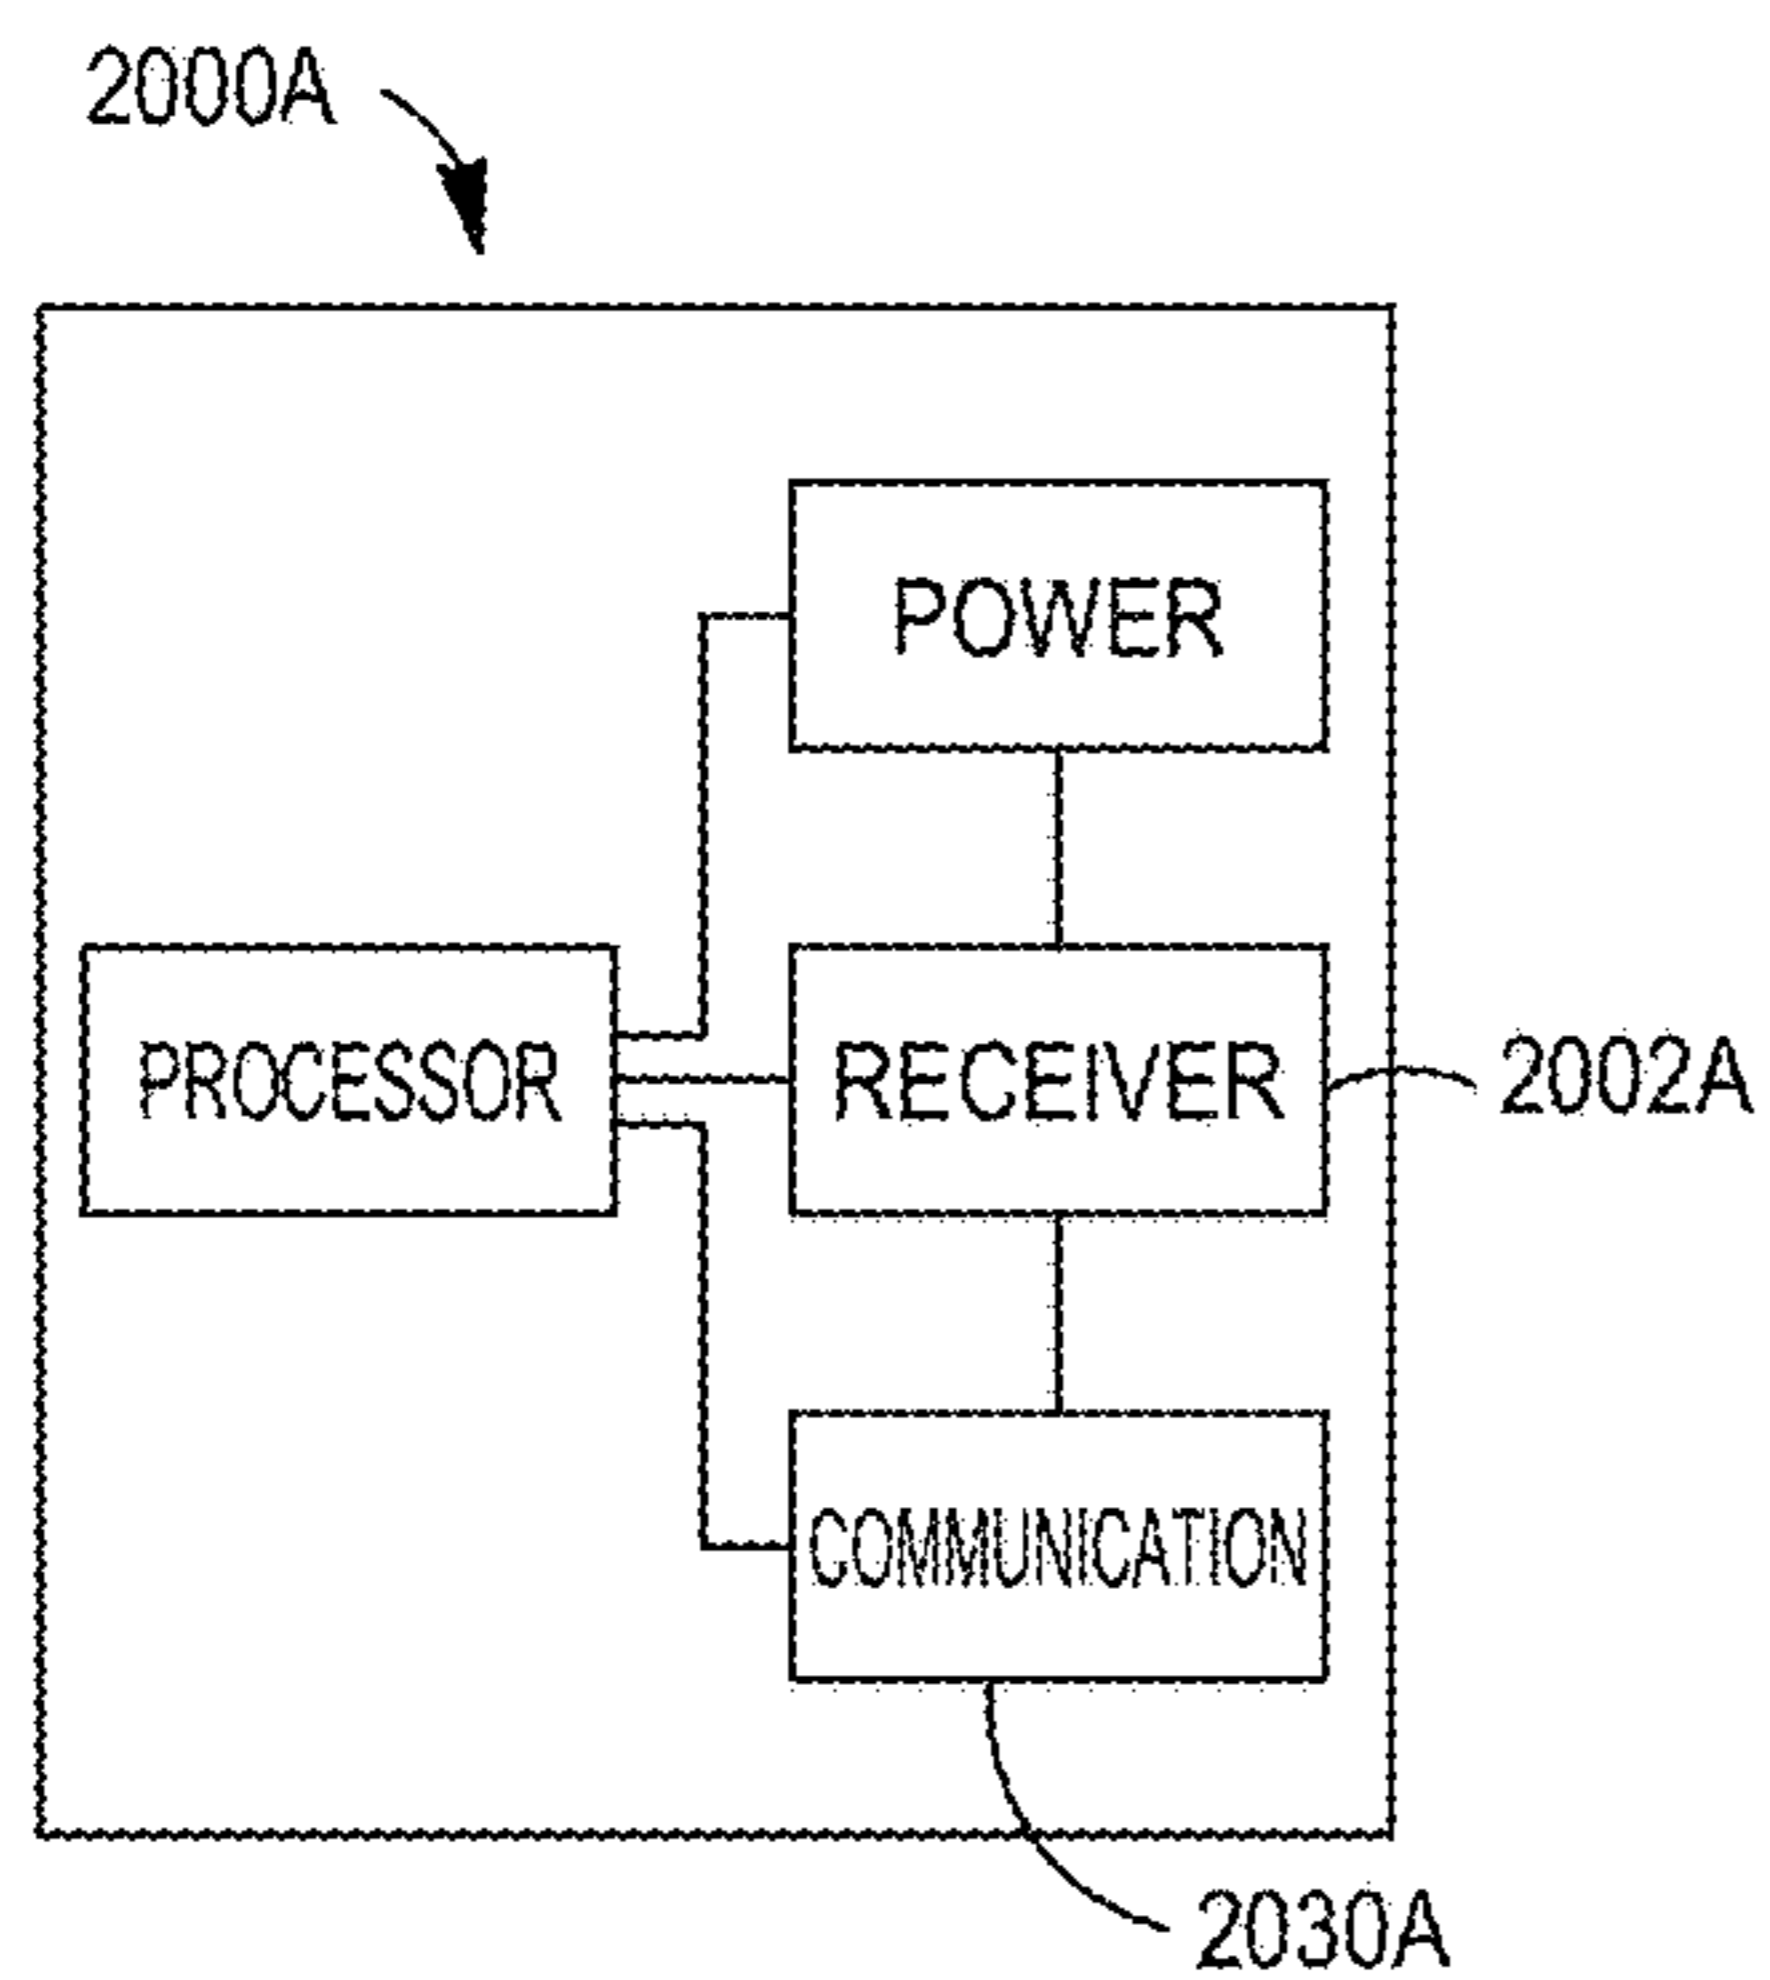 2000A
POWER
PROCESSOR
RECEIVER
2002A
COMMUNICATION
2030A